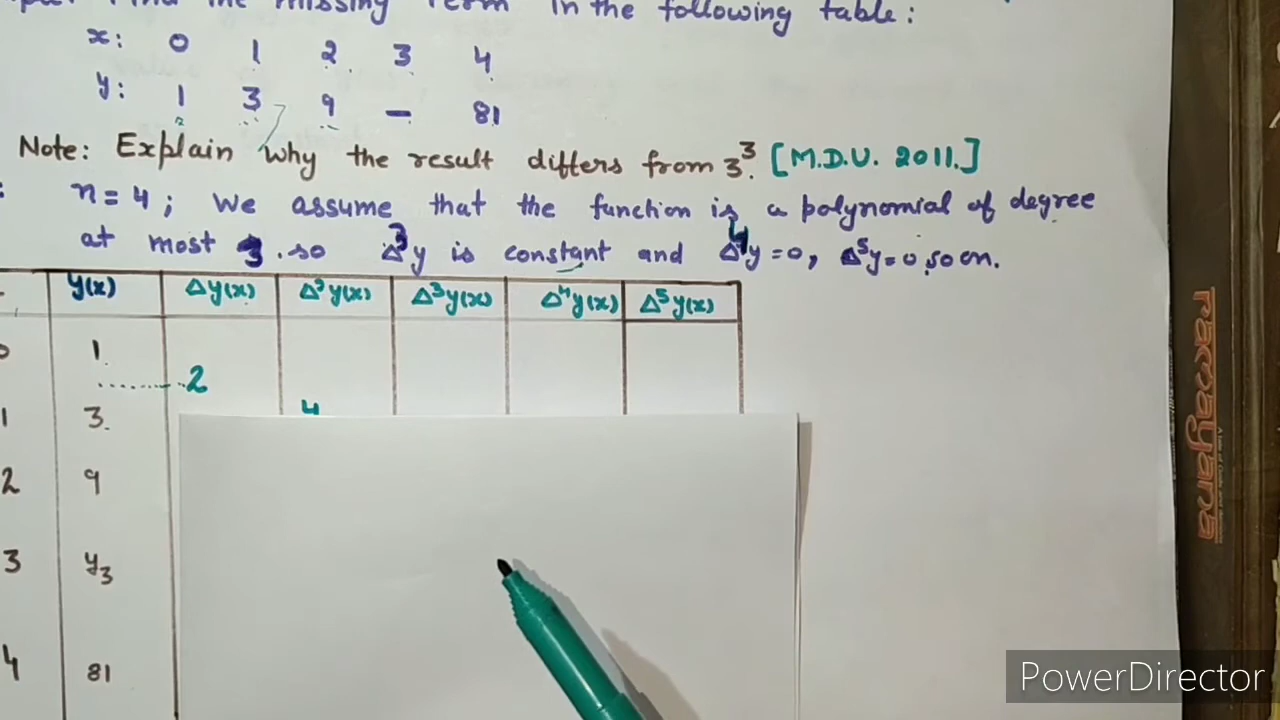 Find the missing term in the following table:
x: 0 1 2 3 4
y: 1 3 9 — 81
Note: Explain why the result differs from 3³. [M.D.U. 2011.]
n = 4; We assume that the function is a polynomial of degree
at most 3. so Δ³y is constant and Δ⁴y = 0, Δ⁵y = 0, so on.
y(x) Δy(x) Δ²y(x) Δ³y(x) Δ⁴y(x) Δ⁵y(x)
0 1
2
1 3 4
2 9
3 y₃
4 81
ramayana
PowerDirector